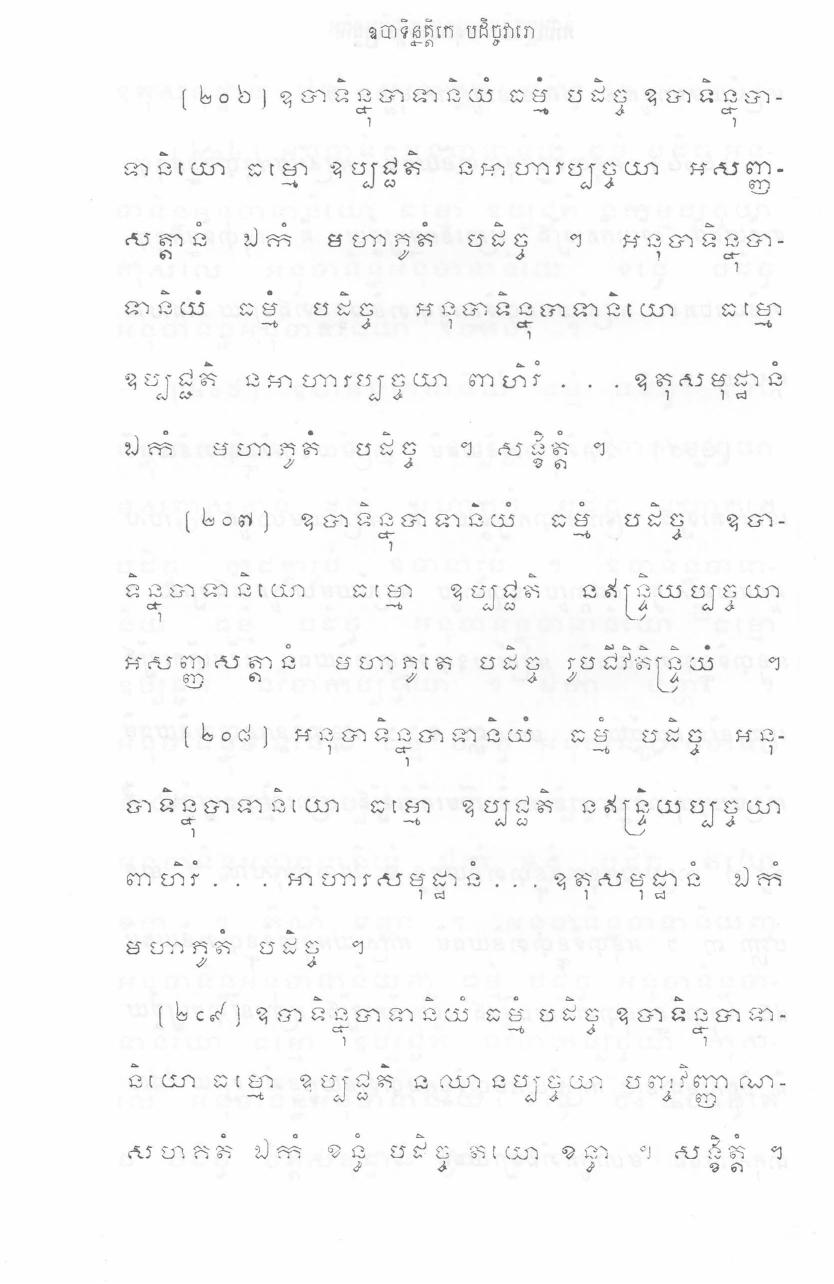 ឧបាទិន្នត្តិកេ បដិច្ចវារោ
(២០៦) ឧបាទិន្នុបាទានិយំ ធម្មំ បដិច្ច ឧបាទិន្នុបា-
ទានិយោ ធម្មោ ឧប្បជ្ជតិ នអាហារប្បច្ចយា អសញ្ញ-
សត្តានំ ឯកំ មហាភូតំ បដិច្ច ។ អនុបាទិន្នុបា-
ទានិយំ ធម្មំ បដិច្ច អនុបាទិន្នុបាទានិយោ ធម្មោ
ឧប្បជ្ជតិ នអាហារប្បច្ចយា ពាហិរំ . . . ឧតុសមុដ្ឋានំ
ឯកំ មហាភូតំ បដិច្ច ។ សង្ខិត្តំ ។
(២០៧) ឧបាទិន្នុបាទានិយំ ធម្មំ បដិច្ច ឧបា-
ទិន្នុបាទានិយោ ធម្មោ ឧប្បជ្ជតិ នឥន្ទ្រិយប្បច្ចយា
អសញ្ញសត្តានំ មហាភូតេ បដិច្ច រូបជីវិតិន្ទ្រិយំ ។
(២០៨) អនុបាទិន្នុបាទានិយំ ធម្មំ បដិច្ច អនុ-
បាទិន្នុបាទានិយោ ធម្មោ ឧប្បជ្ជតិ នឥន្ទ្រិយប្បច្ចយា
ពាហិរំ . . . អាហារសមុដ្ឋានំ . . . ឧតុសមុដ្ឋានំ ឯកំ
មហាភូតំ បដិច្ច ។
(២០៩) ឧបាទិន្នុបាទានិយំ ធម្មំ បដិច្ច ឧបាទិន្នុបាទា-
និយោ ធម្មោ ឧប្បជ្ជតិ នឈានប្បច្ចយា បញ្ចវិញ្ញាណ-
សហគតំ ឯកំ ខន្ធំ បដិច្ច តយោ ខន្ធា ។ សង្ខិត្តំ ។